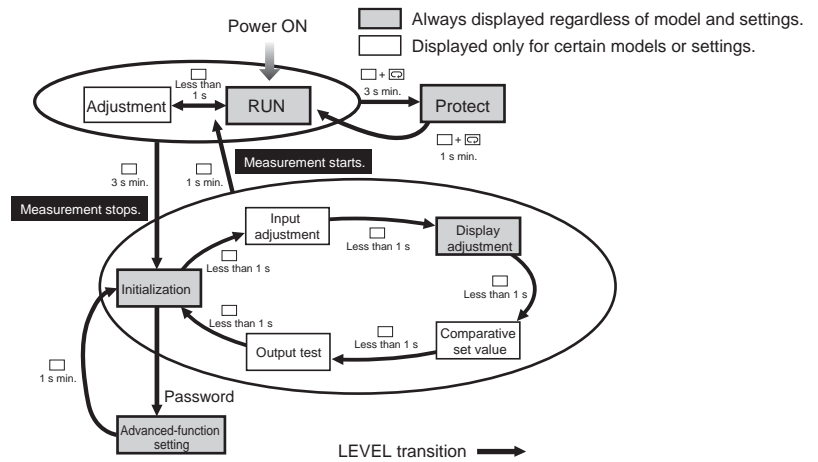 Power ON
Always displayed regardless of model and settings.
Displayed only for certain models or settings.
Less than
1 s
Adjustment
RUN
+
3 s min.
Protect
+
1 s min.
Measurement starts.
3 s min.
1 s min.
Measurement stops.
Input
adjustment
Less than 1 s
Display
adjustment
Less than 1 s
Initialization
Less than 1 s
Less than 1 s
Less than 1 s
Comparative
set value
Output test
1 s min.
Password
Advanced-function
setting
LEVEL transition